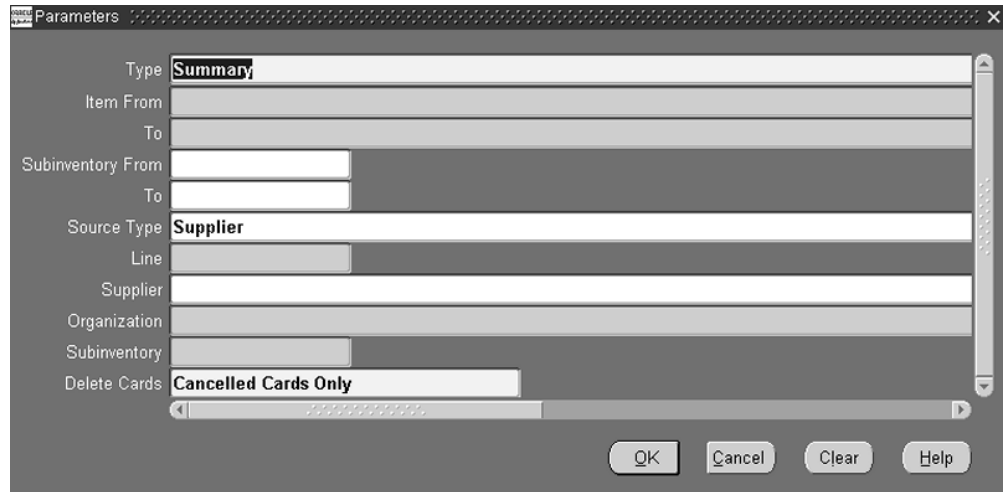 Parameters
Type Summary
Item From
To
Subinventory From
To
Source Type Supplier
Line
Supplier
Organization
Subinventory
Delete Cards Cancelled Cards Only
OK Cancel Clear Help